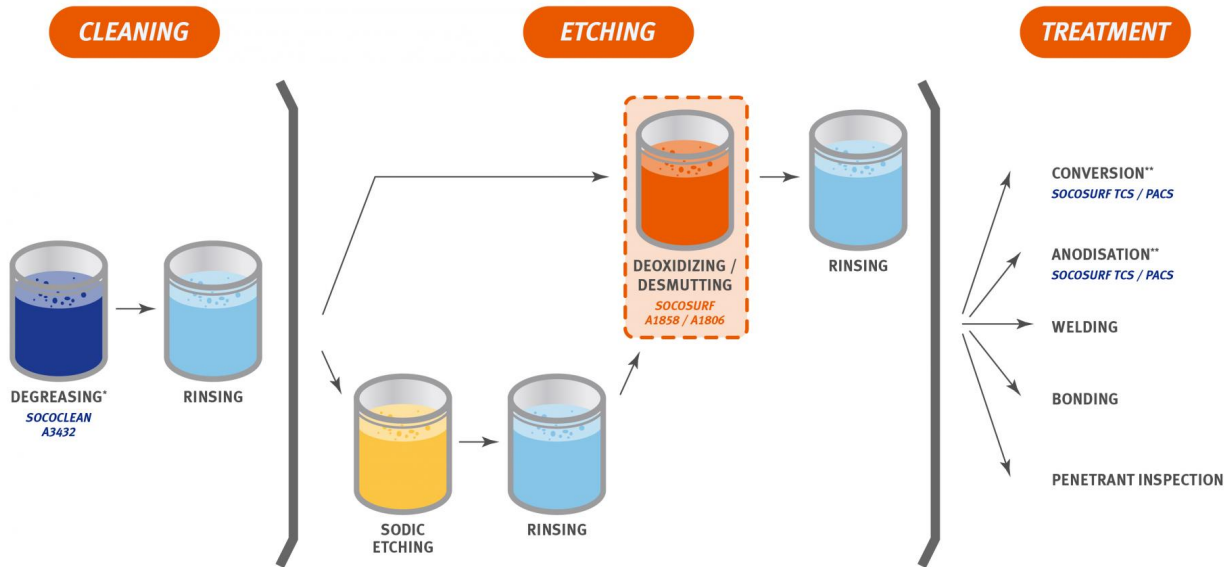 CLEANING
ETCHING
TREATMENT
DEGREASING*
SOCOCLEAN
A3432
RINSING
SODIC
ETCHING
RINSING
DEOXIDIZING /
DESMUTTING
SOCOSURF
A1858 / A1806
RINSING
CONVERSION**
SOCOSURF TCS / PACS
ANODISATION**
SOCOSURF TCS / PACS
WELDING
BONDING
PENETRANT INSPECTION